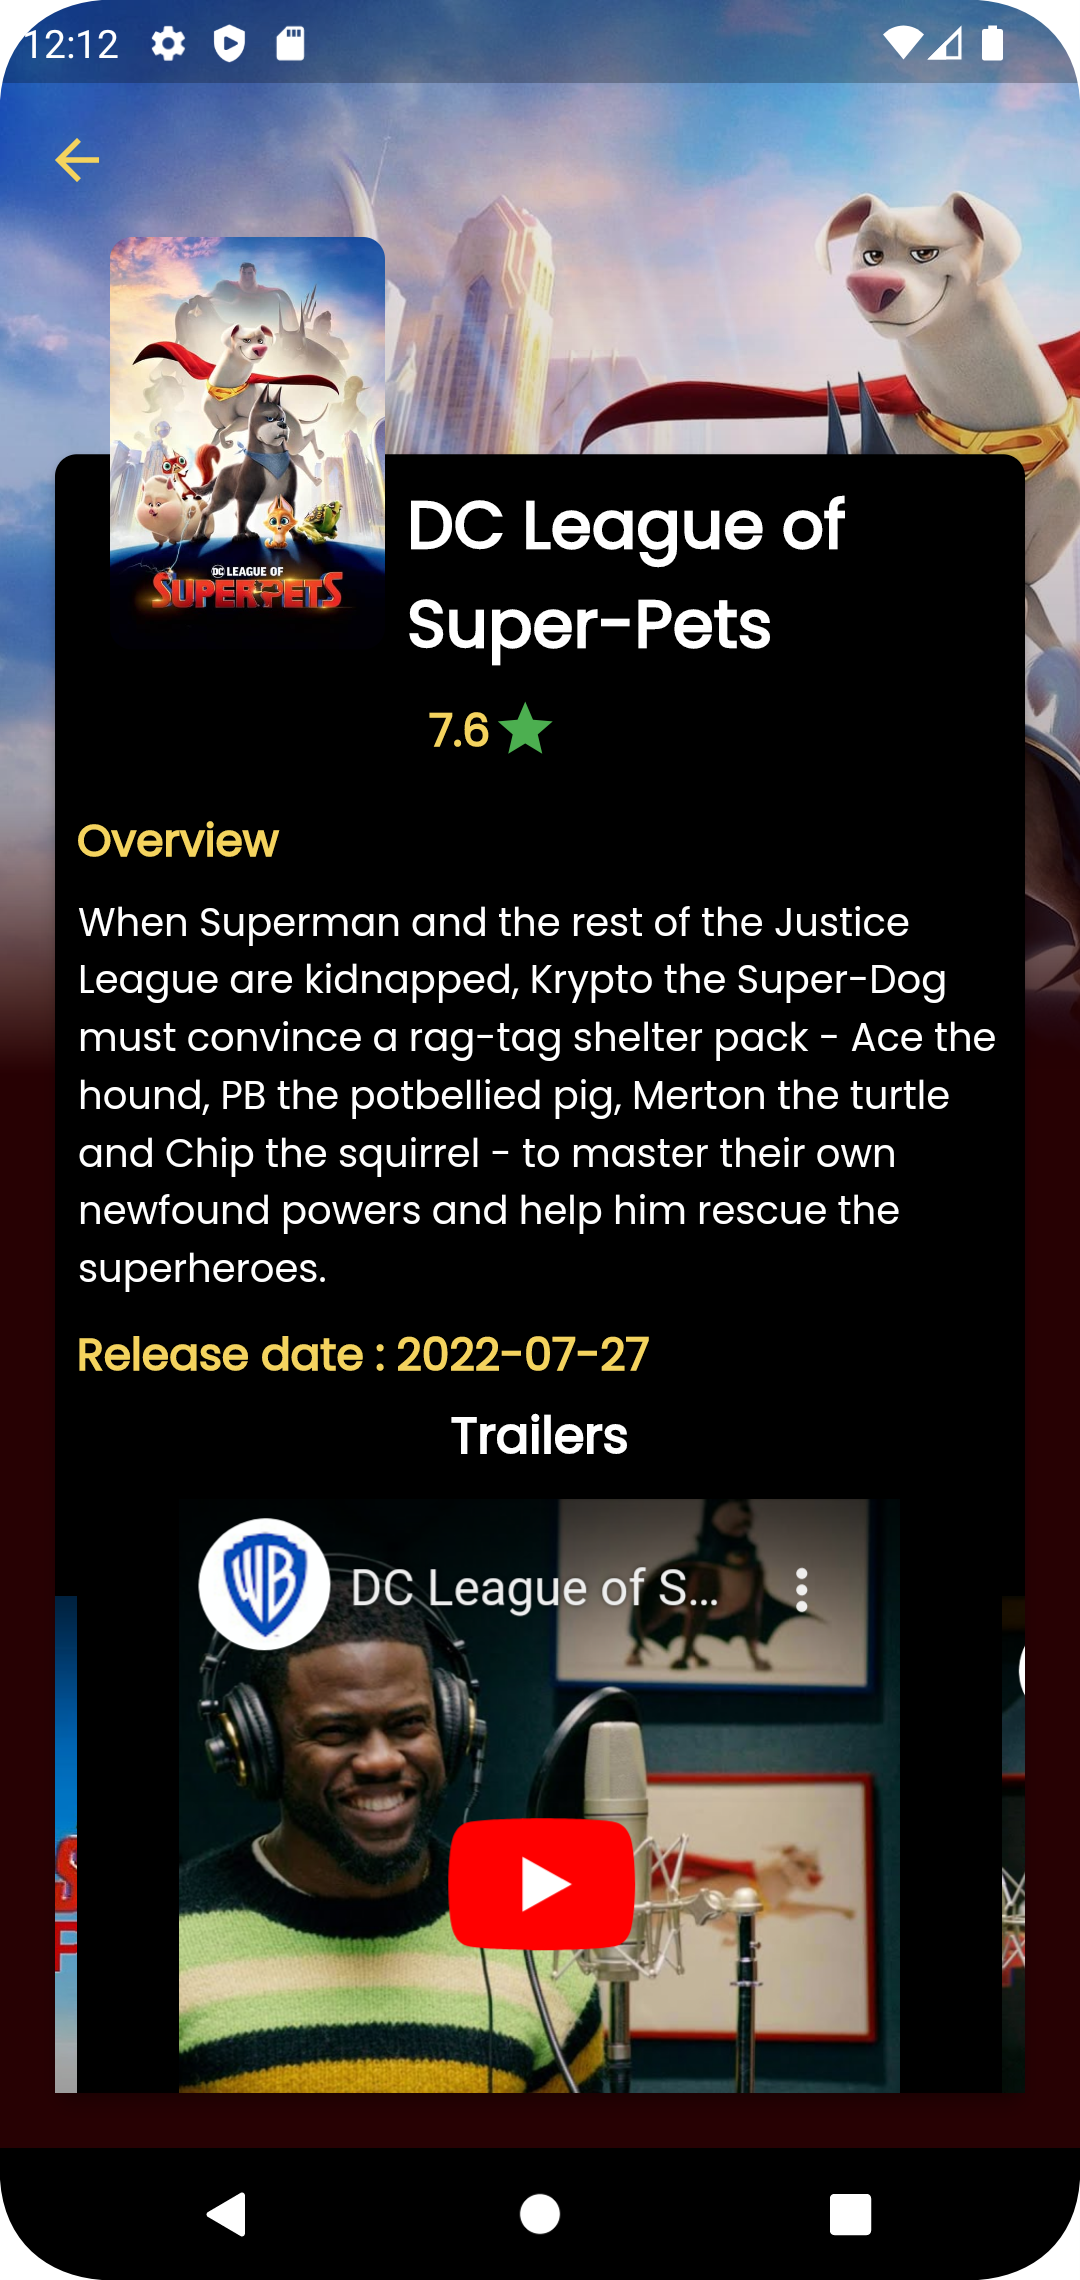 12:12
DC LEAGUE OF
SUPER-PETS
DC League of
Super-Pets
7.6
Overview
When Superman and the rest of the Justice
League are kidnapped, Krypto the Super-Dog
must convince a rag-tag shelter pack - Ace the
hound, PB the potbellied pig, Merton the turtle
and Chip the squirrel - to master their own
newfound powers and help him rescue the
superheroes.
Release date : 2022-07-27
Trailers
WB
DC League of S...